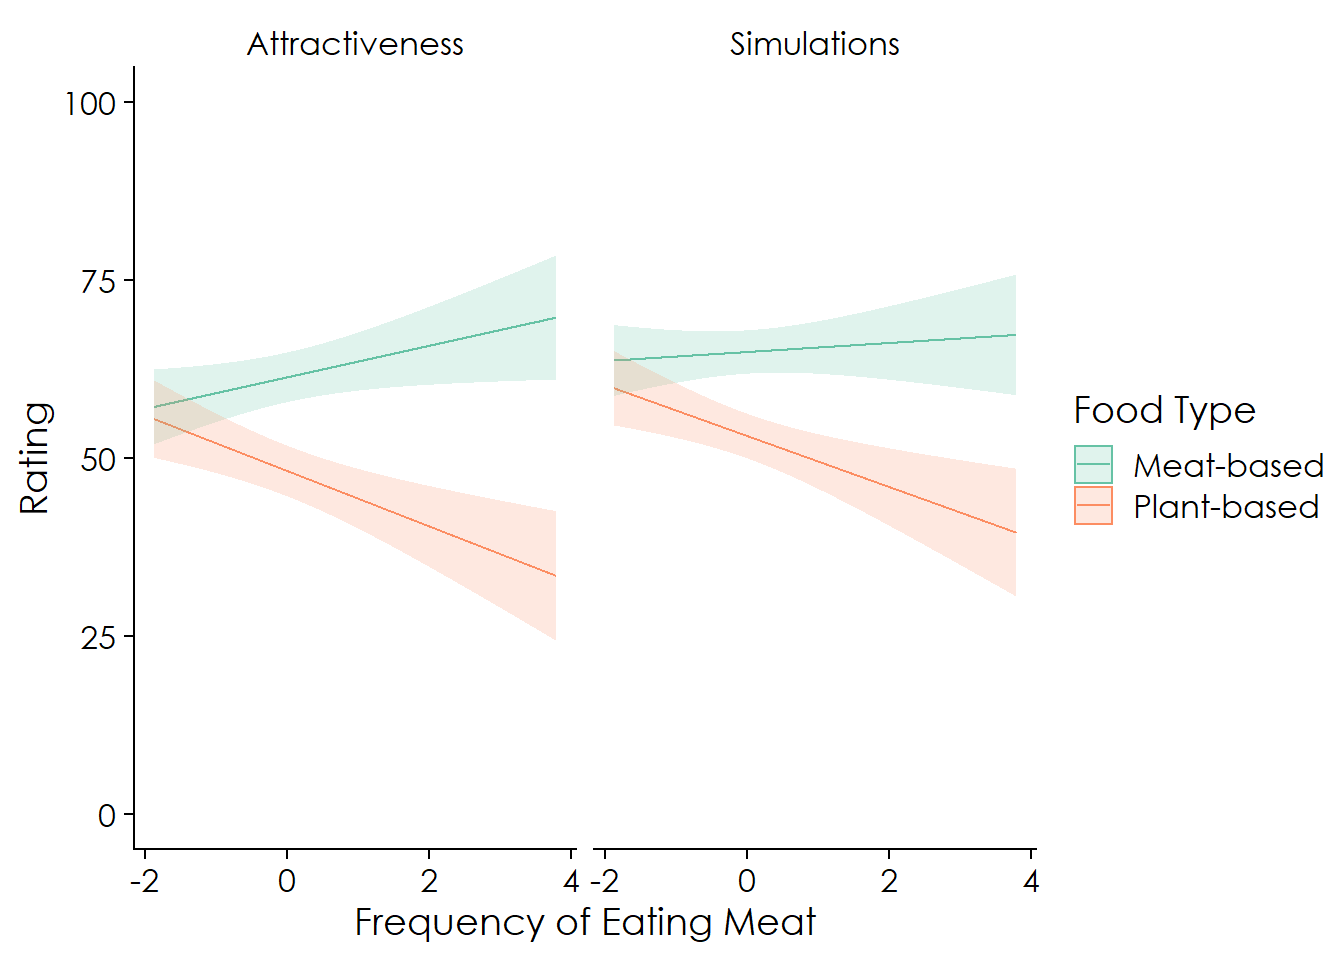 Attractiveness Simulations
100
75
50
25
0
Rating
-2 0 2 4 -2 0 2 4
Frequency of Eating Meat
Food Type
Meat-based
Plant-based